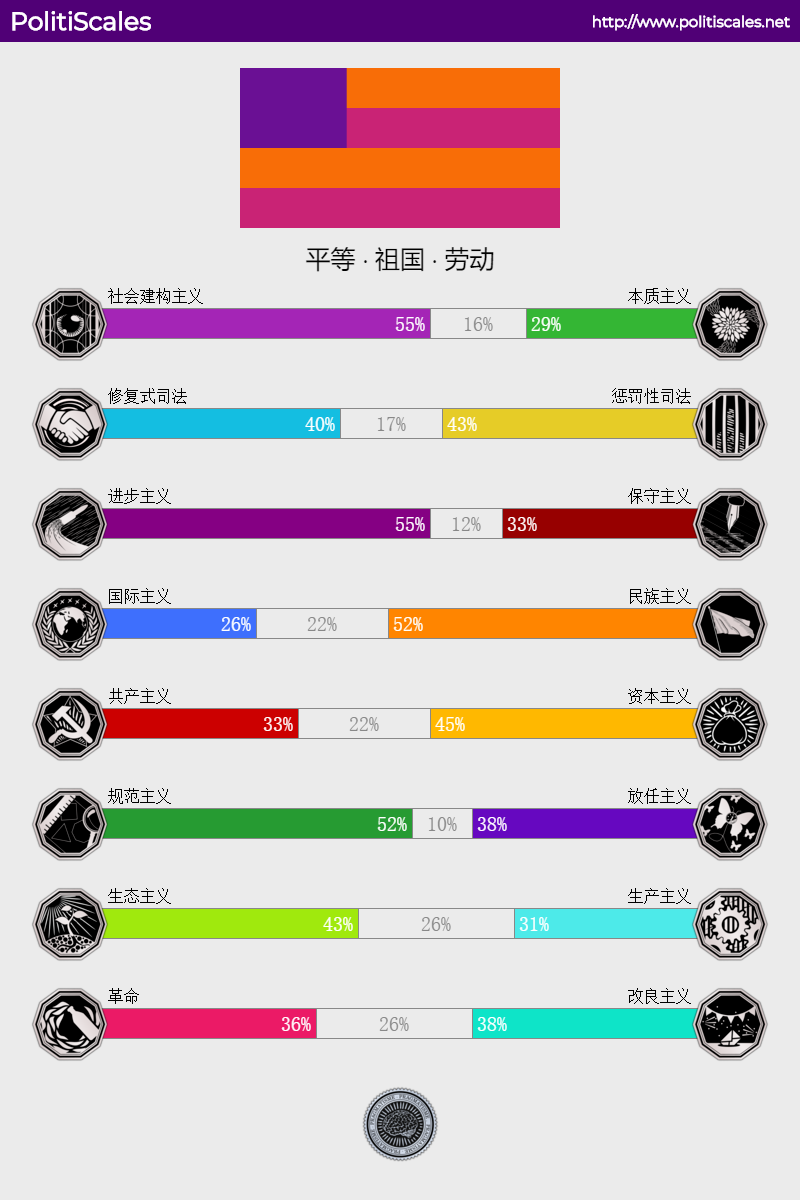 PolitiScales http://www.politiscales.net
平等 · 祖国 · 劳动
社会建构主义 本质主义
55% 16% 29%
修复式司法 惩罚性司法
40% 17% 43%
进步主义 保守主义
55% 12% 33%
国际主义 民族主义
26% 22% 52%
共产主义 资本主义
33% 22% 45%
规范主义 放任主义
52% 10% 38%
生态主义 生产主义
43% 26% 31%
革命 改良主义
36% 26% 38%